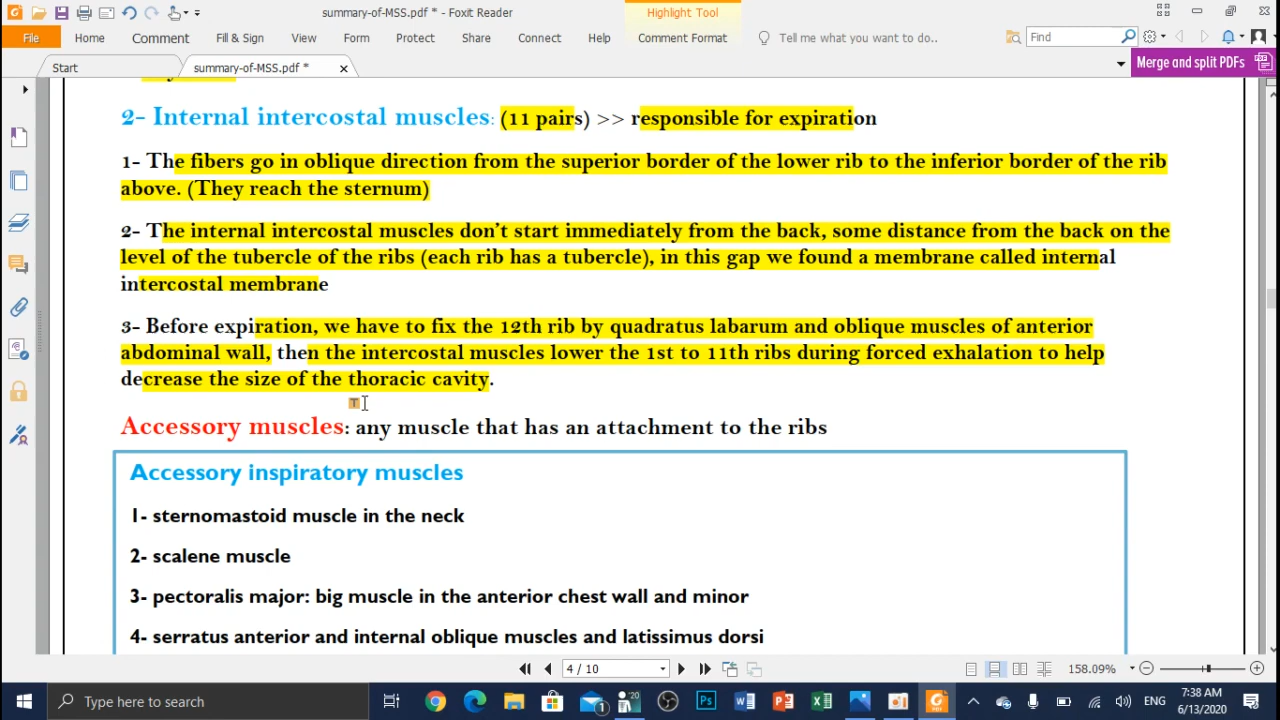 summary-of-MSS.pdf * - Foxit Reader
Highlight Tool
File Home Comment Fill & Sign View Form Protect Share Connect Help Comment Format Tell me what you want to do.. Find
Start summary-of-MSS.pdf * Merge and split PDFs
2- Internal intercostal muscles: (11 pairs) >> responsible for expiration
1- The fibers go in oblique direction from the superior border of the lower rib to the inferior border of the rib
above. (They reach the sternum)
2- The internal intercostal muscles don't start immediately from the back, some distance from the back on the
level of the tubercle of the ribs (each rib has a tubercle), in this gap we found a membrane called internal
intercostal membrane
3- Before expiration, we have to fix the 12th rib by quadratus labarum and oblique muscles of anterior
abdominal wall, then the intercostal muscles lower the 1st to 11th ribs during forced exhalation to help
decrease the size of the thoracic cavity.
Accessory muscles: any muscle that has an attachment to the ribs
Accessory inspiratory muscles
1- sternomastoid muscle in the neck
2- scalene muscle
3- pectoralis major: big muscle in the anterior chest wall and minor
4- serratus anterior and internal oblique muscles and latissimus dorsi
4 / 10 158.09%
Type here to search ENG 7:38 AM
6/13/2020